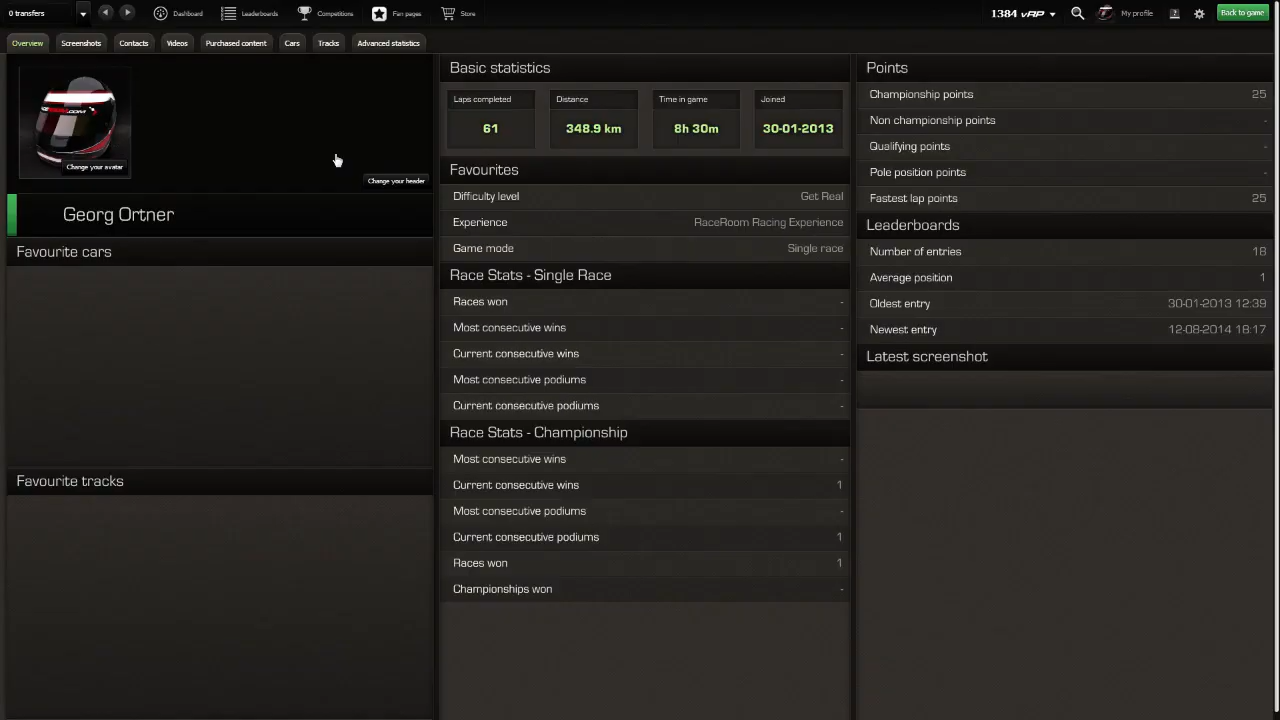 0 transfers
Dashboard
Leaderboards
Competitions
Fan pages
Store
1384 vRP
My profile
Back to game
Overview
Screenshots
Contacts
Videos
Purchased content
Cars
Tracks
Advanced statistics
Change your avatar
Change your header
Georg Ortner
Favourite cars
Favourite tracks
Basic statistics
Laps completed
61
Distance
348.9 km
Time in game
8h 30m
Joined
30-01-2013
Favourites
Difficulty level Get Real
Experience RaceRoom Racing Experience
Game mode Single race
Race Stats - Single Race
Races won -
Most consecutive wins -
Current consecutive wins -
Most consecutive podiums -
Current consecutive podiums -
Race Stats - Championship
Most consecutive wins -
Current consecutive wins 1
Most consecutive podiums -
Current consecutive podiums 1
Races won 1
Championships won -
Points
Championship points 25
Non championship points -
Qualifying points -
Pole position points -
Fastest lap points 25
Leaderboards
Number of entries 18
Average position 1
Oldest entry 30-01-2013 12:39
Newest entry 12-08-2014 18:17
Latest screenshot